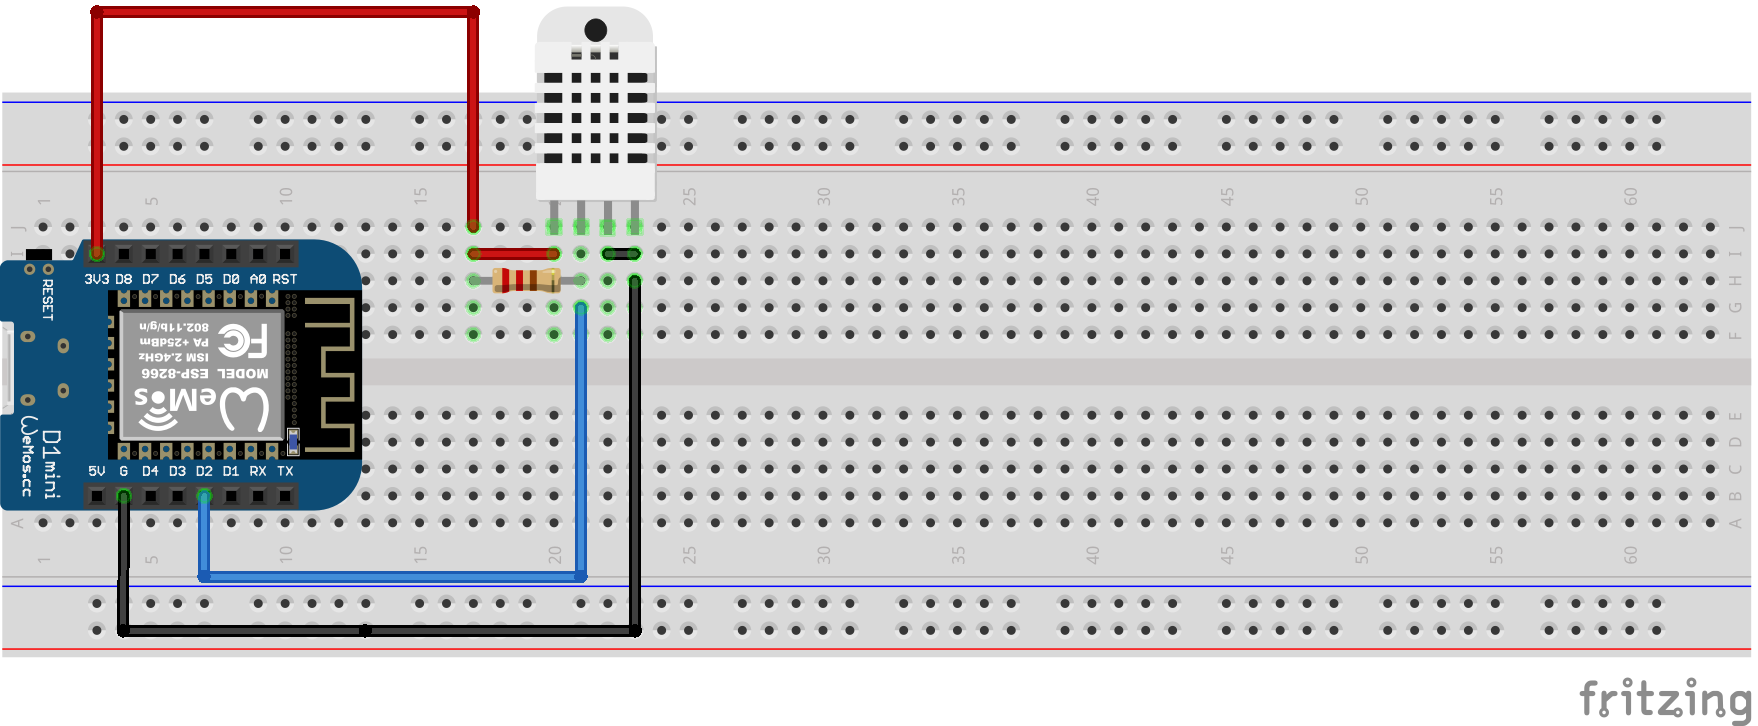 1 5 10 15 20 25 30 35 40 45 50 55 60
J J
I I
H
G
F
3V3 D8 D7 D6 D5 D0 A0 RST
RESET
802.11b/g/n
PA +25dBm
ISM 2.4GHz
MODEL ESP-8266
FC
WeMos
D1mini
WeMos.cc
5V G D4 D3 D2 D1 RX TX
E
D
C
B
A A
1 5 10 15 20 25 30 35 40 45 50 55 60
fritzing